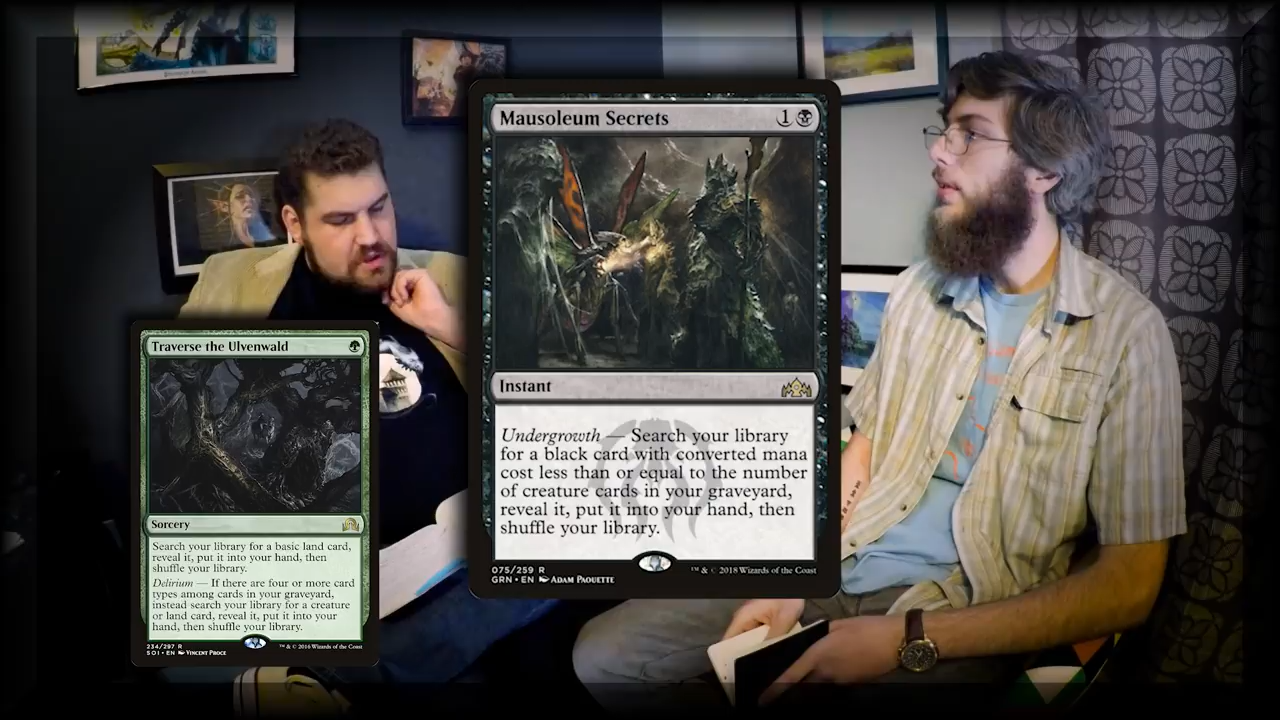 Mausoleum Secrets 1
Instant
Undergrowth — Search your library
for a black card with converted mana
cost less than or equal to the number
of creature cards in your graveyard,
reveal it, put it into your hand, then
shuffle your library.
075/259 R
GRN • EN Adam Paquette
™ & © 2018 Wizards of the Coast
Traverse the Ulvenwald
Sorcery
Search your library for a basic land card,
reveal it, put it into your hand, then
shuffle your library.
Delirium — If there are four or more card
types among cards in your graveyard,
instead search your library for a creature
or land card, reveal it, put it into your
hand, then shuffle your library.
234/297 R
SOI • EN Vincent Proce
™ & © 2016 Wizards of the Coast